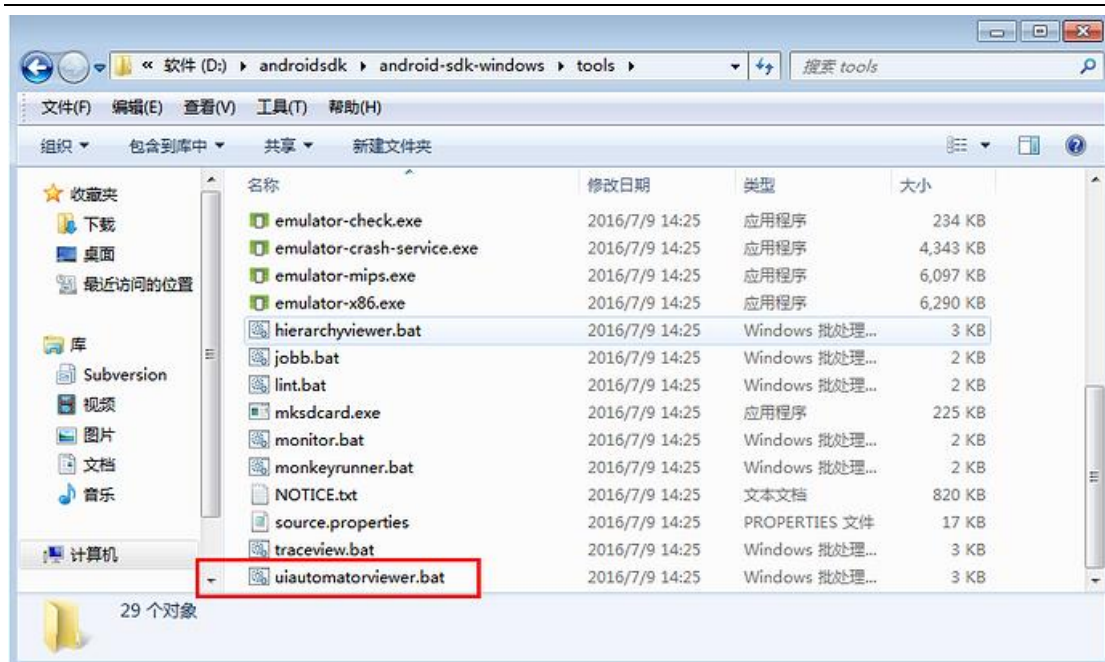 « 软件 (D:) ▸ androidsdk ▸ android-sdk-windows ▸ tools ▸ 搜索 tools
文件(F) 编辑(E) 查看(V) 工具(T) 帮助(H)
组织 包含到库中 共享 新建文件夹
收藏夹
下载
桌面
最近访问的位置
库
Subversion
视频
图片
文档
音乐
计算机
名称 修改日期 类型 大小
emulator-check.exe 2016/7/9 14:25 应用程序 234 KB
emulator-crash-service.exe 2016/7/9 14:25 应用程序 4,343 KB
emulator-mips.exe 2016/7/9 14:25 应用程序 6,097 KB
emulator-x86.exe 2016/7/9 14:25 应用程序 6,290 KB
hierarchyviewer.bat 2016/7/9 14:25 Windows 批处理... 3 KB
jobb.bat 2016/7/9 14:25 Windows 批处理... 2 KB
lint.bat 2016/7/9 14:25 Windows 批处理... 2 KB
mksdcard.exe 2016/7/9 14:25 应用程序 225 KB
monitor.bat 2016/7/9 14:25 Windows 批处理... 2 KB
monkeyrunner.bat 2016/7/9 14:25 Windows 批处理... 2 KB
NOTICE.txt 2016/7/9 14:25 文本文档 820 KB
source.properties 2016/7/9 14:25 PROPERTIES 文件 17 KB
traceview.bat 2016/7/9 14:25 Windows 批处理... 3 KB
uiautomatorviewer.bat 2016/7/9 14:25 Windows 批处理... 3 KB
29 个对象